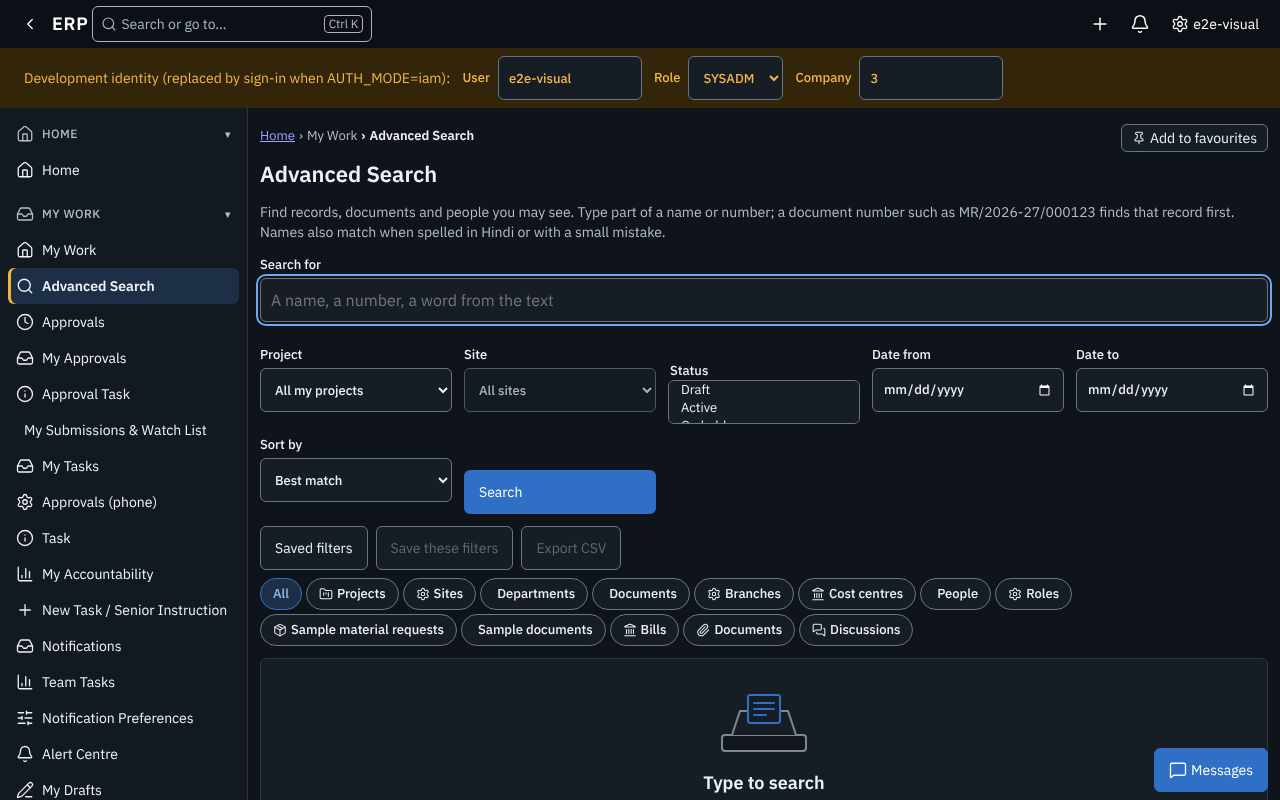 ERP
Search or go to...
Ctrl K
e2e-visual
Development identity (replaced by sign-in when AUTH_MODE=iam):
User
e2e-visual
Role
SYSADM
Company
3
HOME
Home
MY WORK
My Work
Advanced Search
Approvals
My Approvals
Approval Task
My Submissions & Watch List
My Tasks
Approvals (phone)
Task
My Accountability
New Task / Senior Instruction
Notifications
Team Tasks
Notification Preferences
Alert Centre
My Drafts
Home › My Work › Advanced Search
Add to favourites
Advanced Search
Find records, documents and people you may see. Type part of a name or number; a document number such as MR/2026-27/000123 finds that record first.
Names also match when spelled in Hindi or with a small mistake.
Search for
A name, a number, a word from the text
Project
All my projects
Site
All sites
Status
Draft
Active
Date from
mm/dd/yyyy
Date to
mm/dd/yyyy
Sort by
Best match
Search
Saved filters
Save these filters
Export CSV
All
Projects
Sites
Departments
Documents
Branches
Cost centres
People
Roles
Sample material requests
Sample documents
Bills
Documents
Discussions
Type to search
Messages